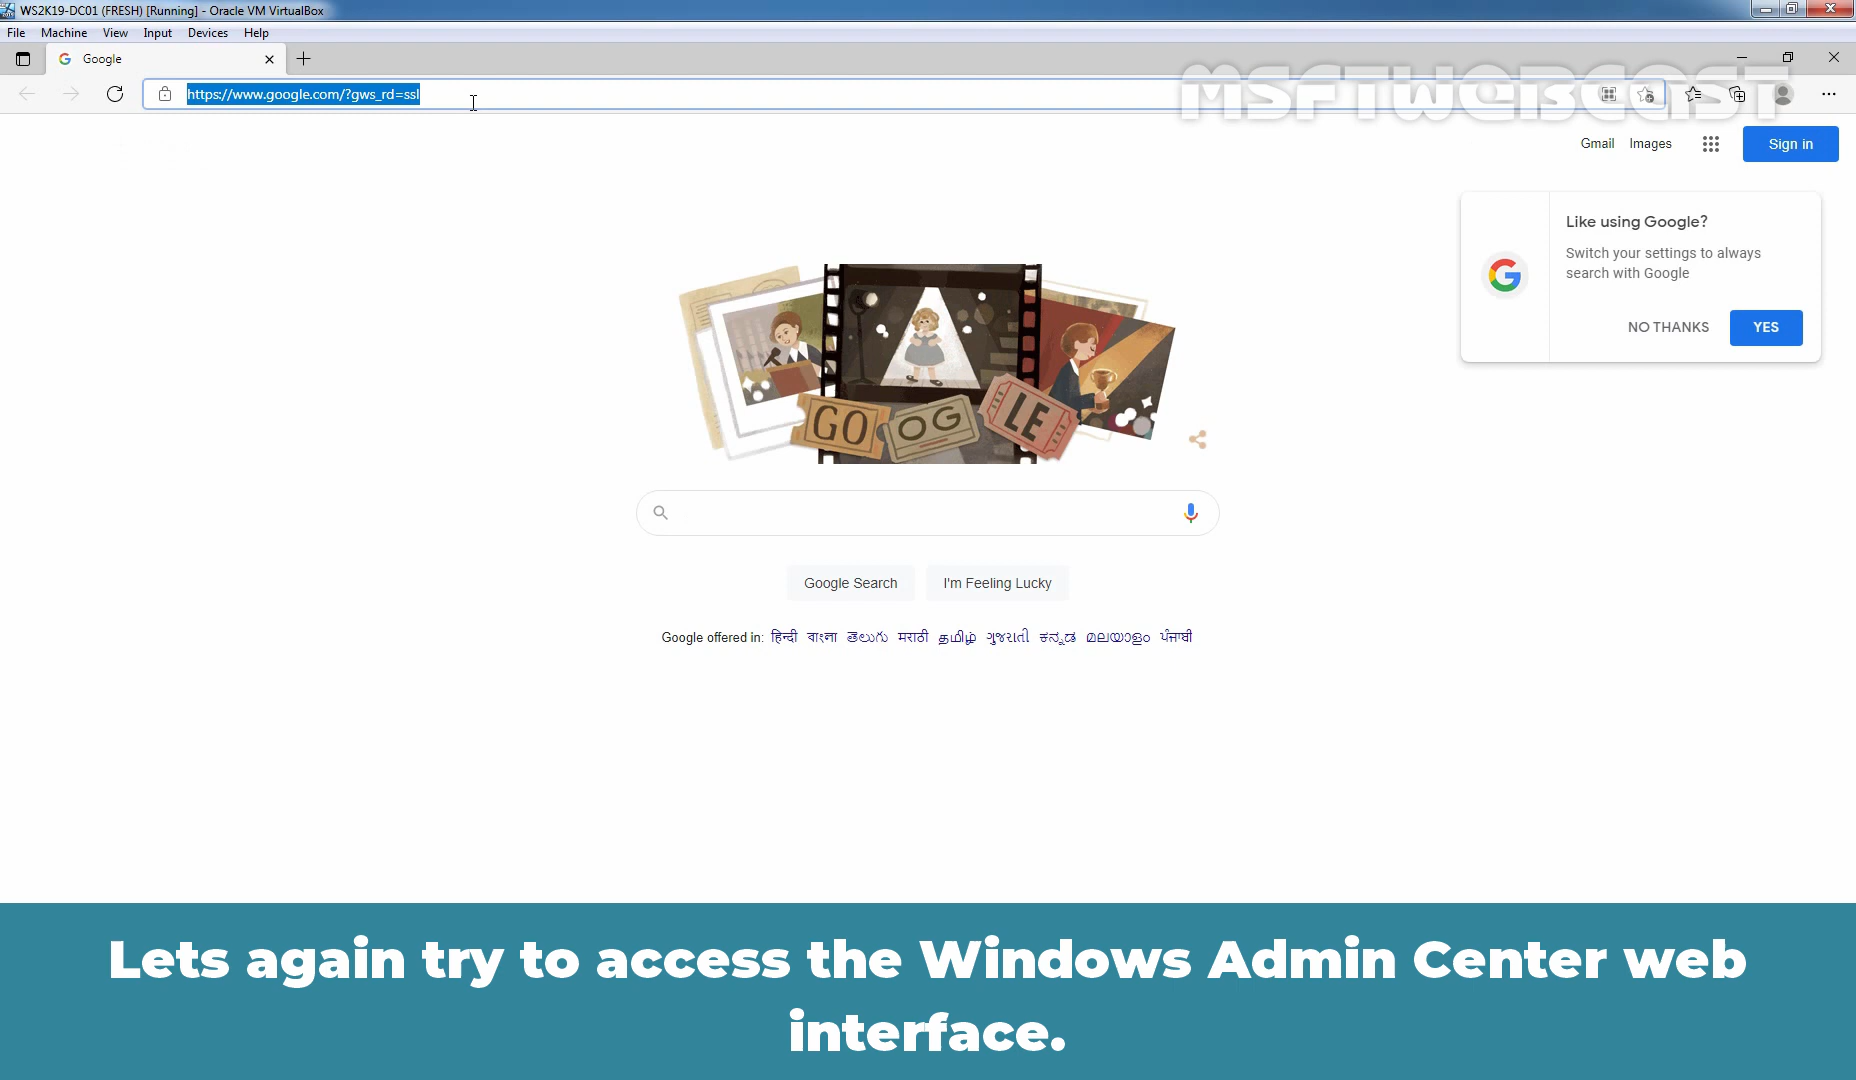 WS2K19-DC01 (FRESH) [Running] - Oracle VM VirtualBox
File Machine View Input Devices Help
Google
https://www.google.com/?gws_rd=ssl
MSFTWEBCAST
Gmail Images Sign in
Like using Google?
Switch your settings to always
search with Google
NO THANKS YES
GO OG LE
Google Search I'm Feeling Lucky
Google offered in: हिन्दी বাংলা తెలుగు मराठी தமிழ் ગુજરાતી ಕನ್ನಡ മലയാളം ਪੰਜਾਬੀ
Lets again try to access the Windows Admin Center web
interface.